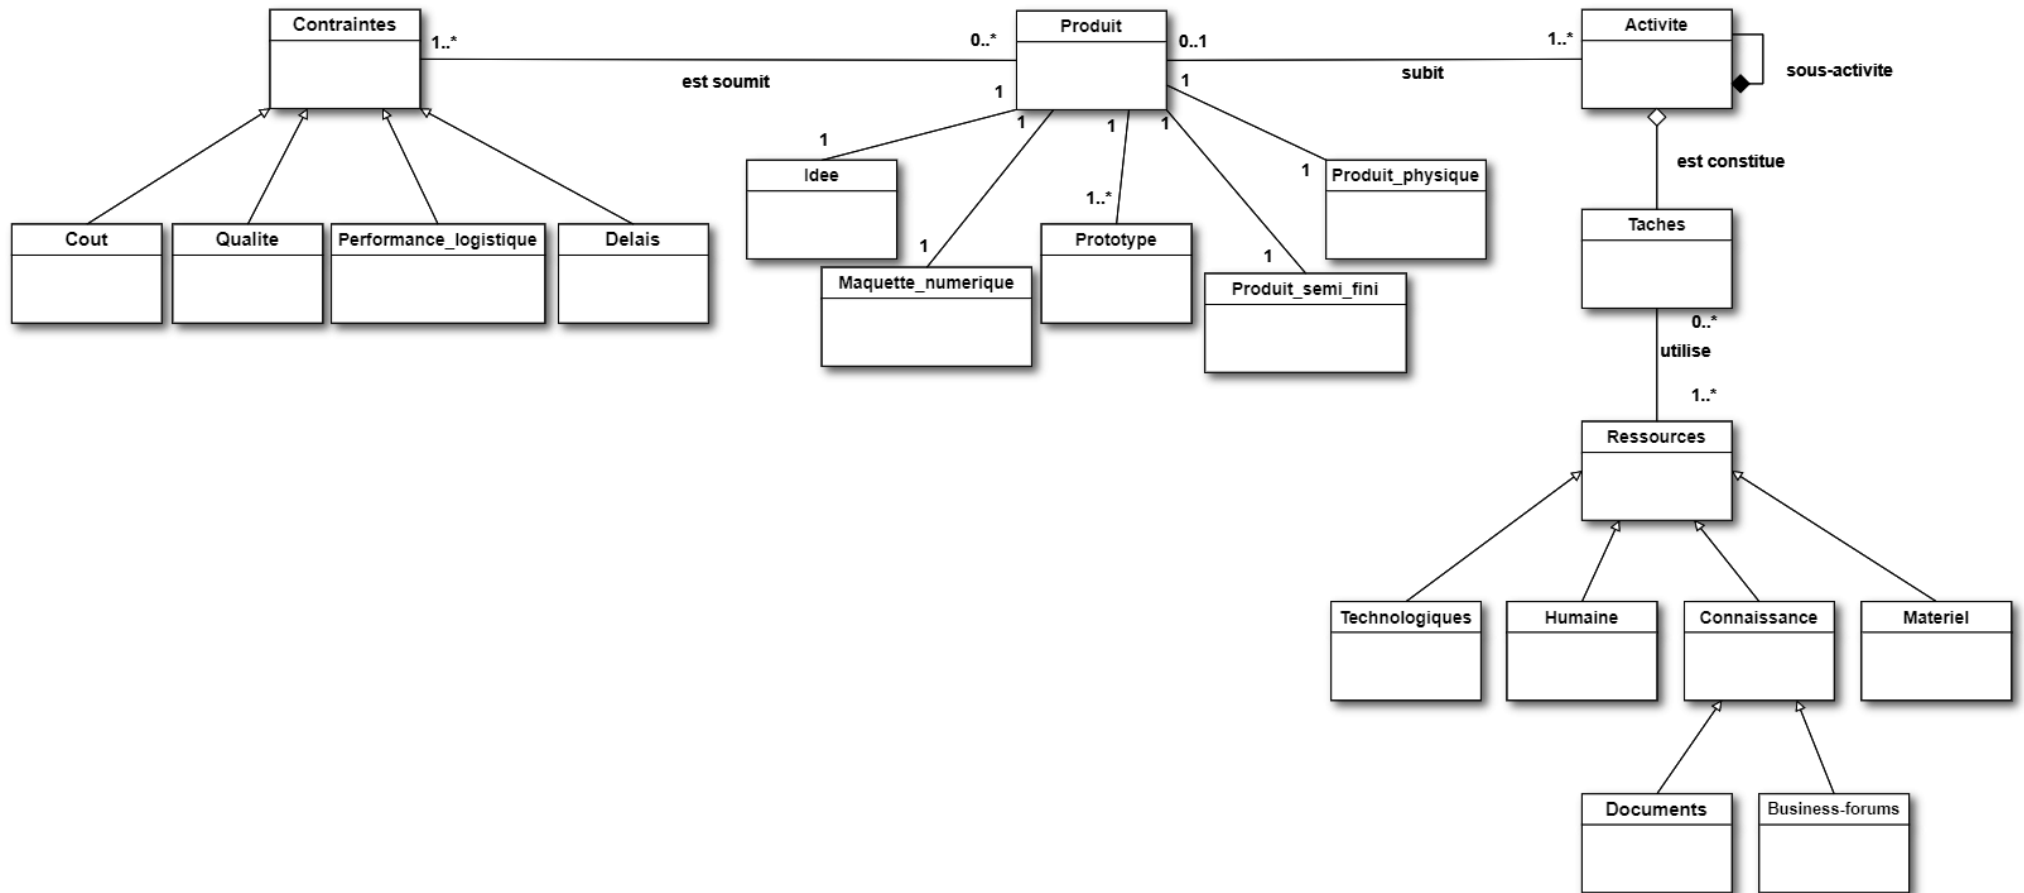 Contraintes
Produit
Activite
1..*
0..*
0..1
1..*
est soumit
subit
sous-activite
1
1
1
1
1
1
1
1
1..*
1
est constitue
Idee
Produit_physique
Cout
Qualite
Performance_logistique
Delais
Maquette_numerique
Prototype
Produit_semi_fini
Taches
0..*
utilise
1..*
Ressources
Technologiques
Humaine
Connaissance
Materiel
Documents
Business-forums